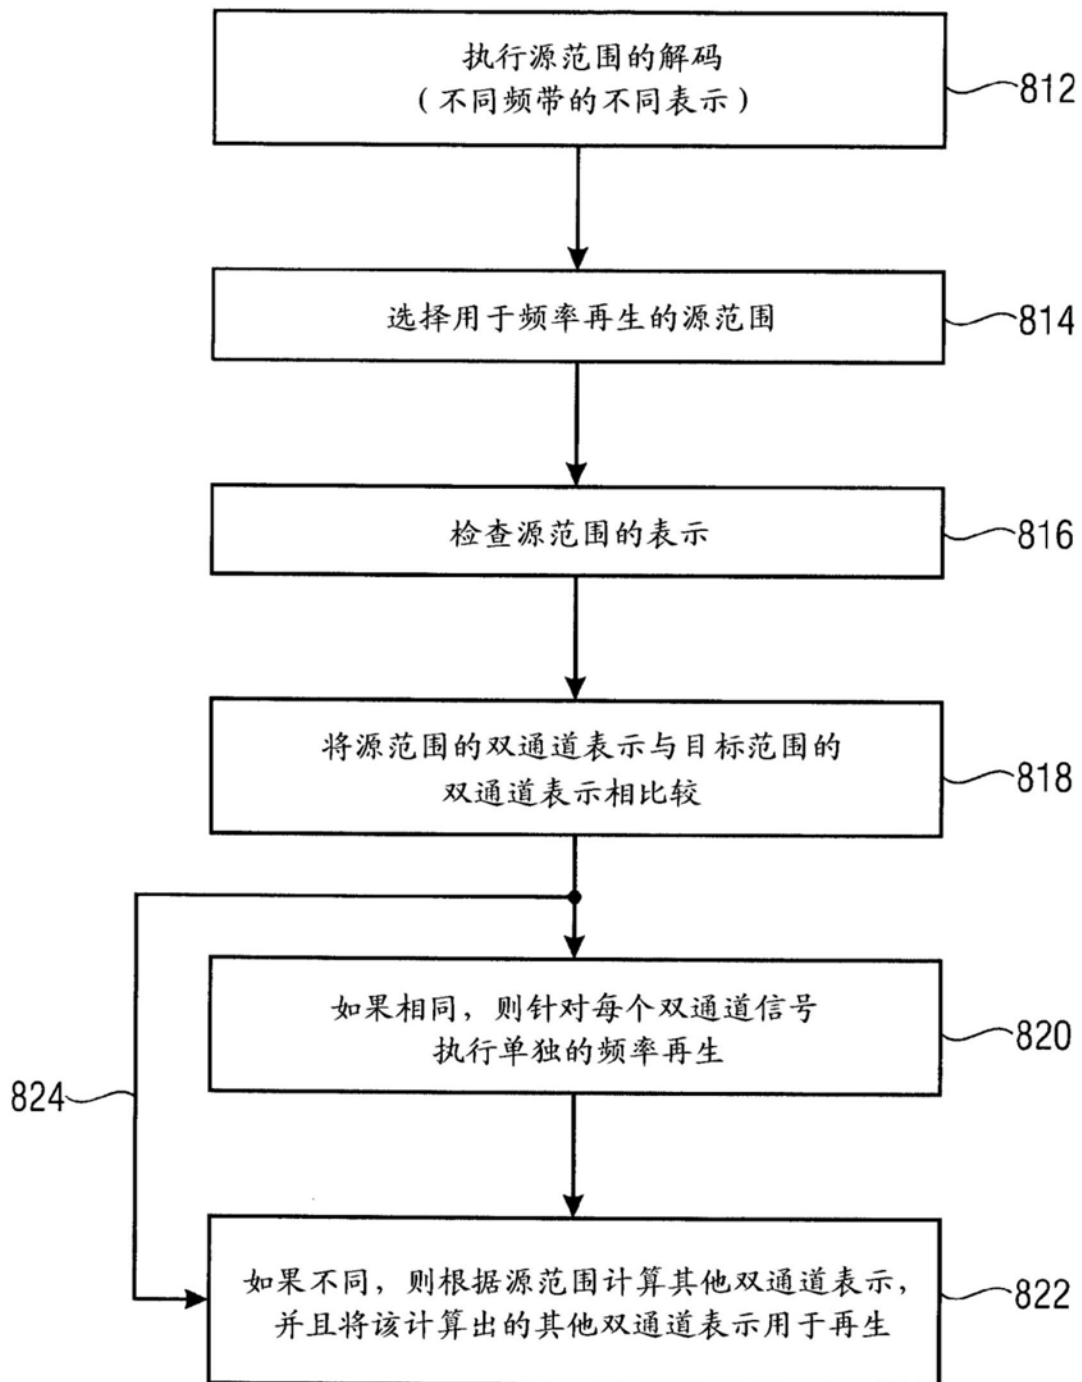 执行源范围的解码
（不同频带的不同表示）
812
选择用于频率再生的源范围
814
检查源范围的表示
816
将源范围的双通道表示与目标范围的
双通道表示相比较
818
如果相同，则针对每个双通道信号
执行单独的频率再生
820
824
如果不同，则根据源范围计算其他双通道表示，
并且将该计算出的其他双通道表示用于再生
822